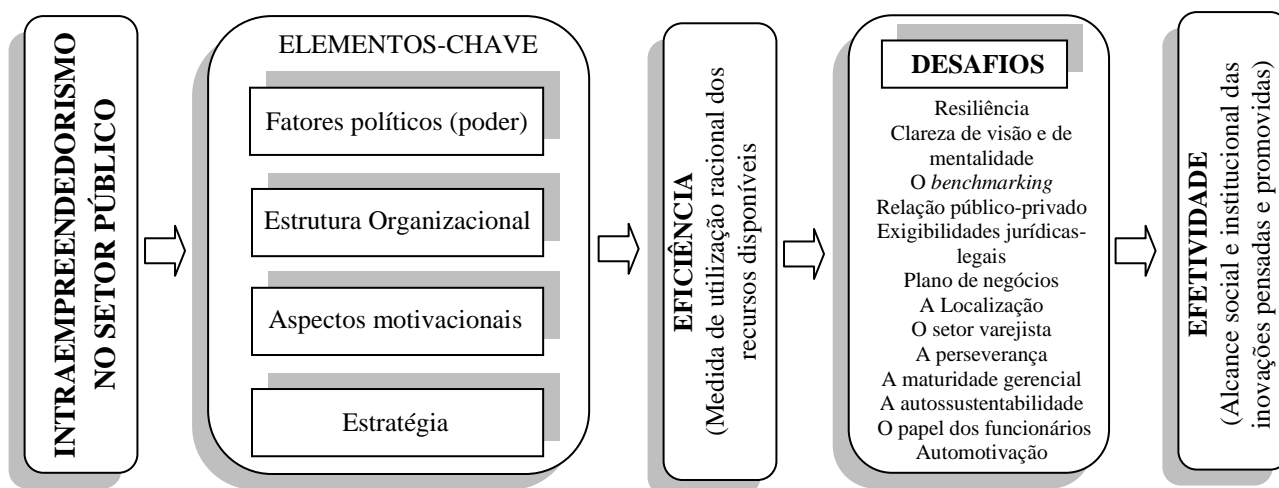 INTRAEMPREENDEDORISMO
NO SETOR PÚBLICO
ELEMENTOS-CHAVE
Fatores políticos (poder)
Estrutura Organizacional
Aspectos motivacionais
Estratégia
EFICIÊNCIA
(Medida de utilização racional dos
recursos disponíveis
DESAFIOS
Resiliência
Clareza de visão e de
mentalidade
O benchmarking
Relação público-privado
Exigibilidades jurídicas-
legais
Plano de negócios
A Localização
O setor varejista
A perseverança
A maturidade gerencial
A autossustentabilidade
O papel dos funcionários
Automotivação
EFETIVIDADE
(Alcance social e institucional das
inovações pensadas e promovidas)